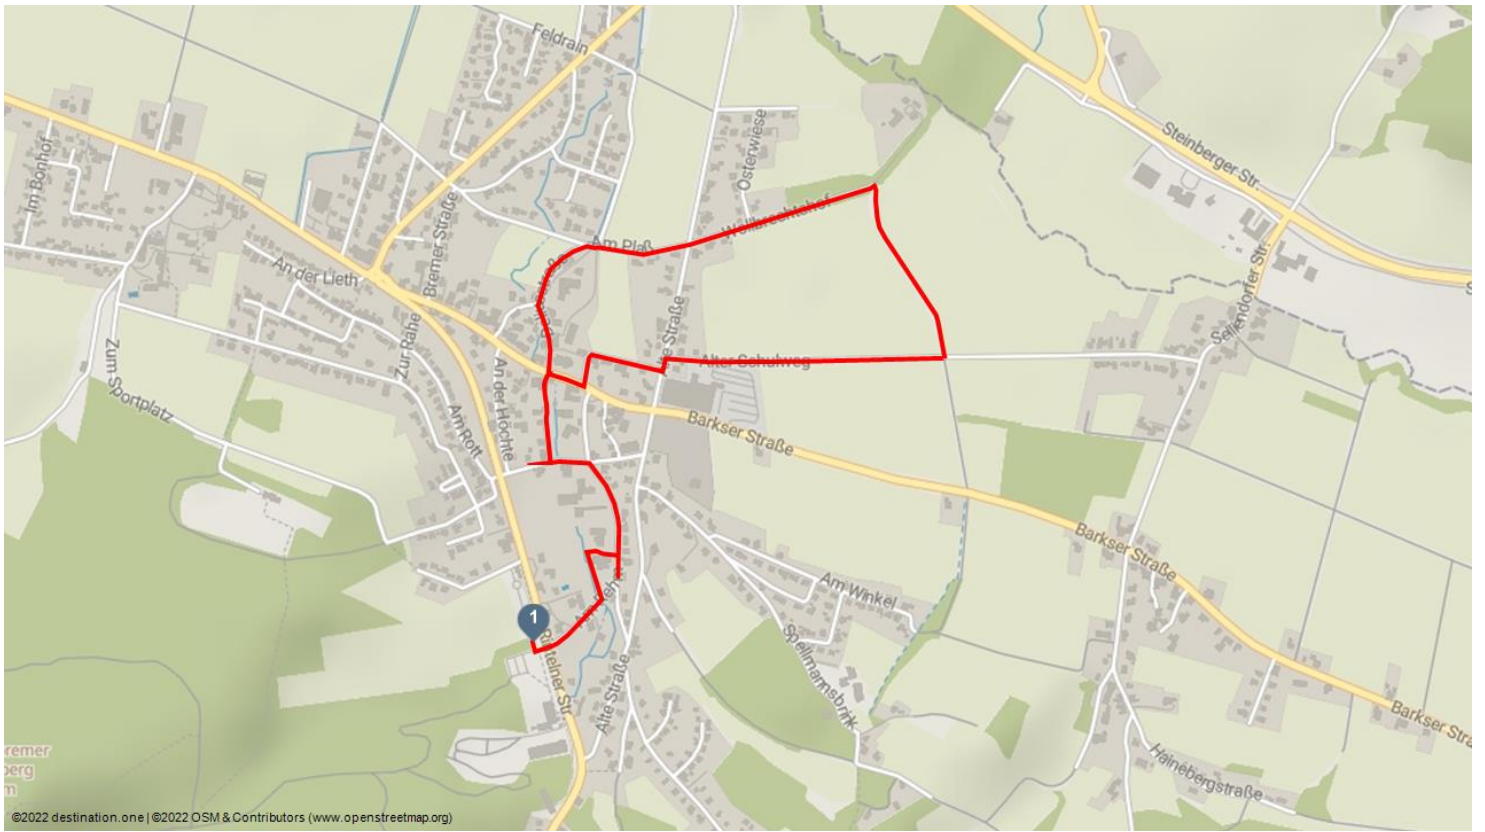 Feldrain
Steinberger Str.
Osterwiese
Im Bonhof
Wellbrechtshof
Am Plaß
Bremer Straße
An der Lieth
Sellendorfer Str.
Zur Rahe
Alter Schulweg
Zum Sportplatz
An der Höchte
Am Rott
Barkser Straße
Barkser Straße
Am Winkel
1
Spellmannsbrink
Alte Straße
Barkser Stra
Hainebergstraße
©2022 destination.one | ©2022 OSM & Contributors (www.openstreetmap.org)